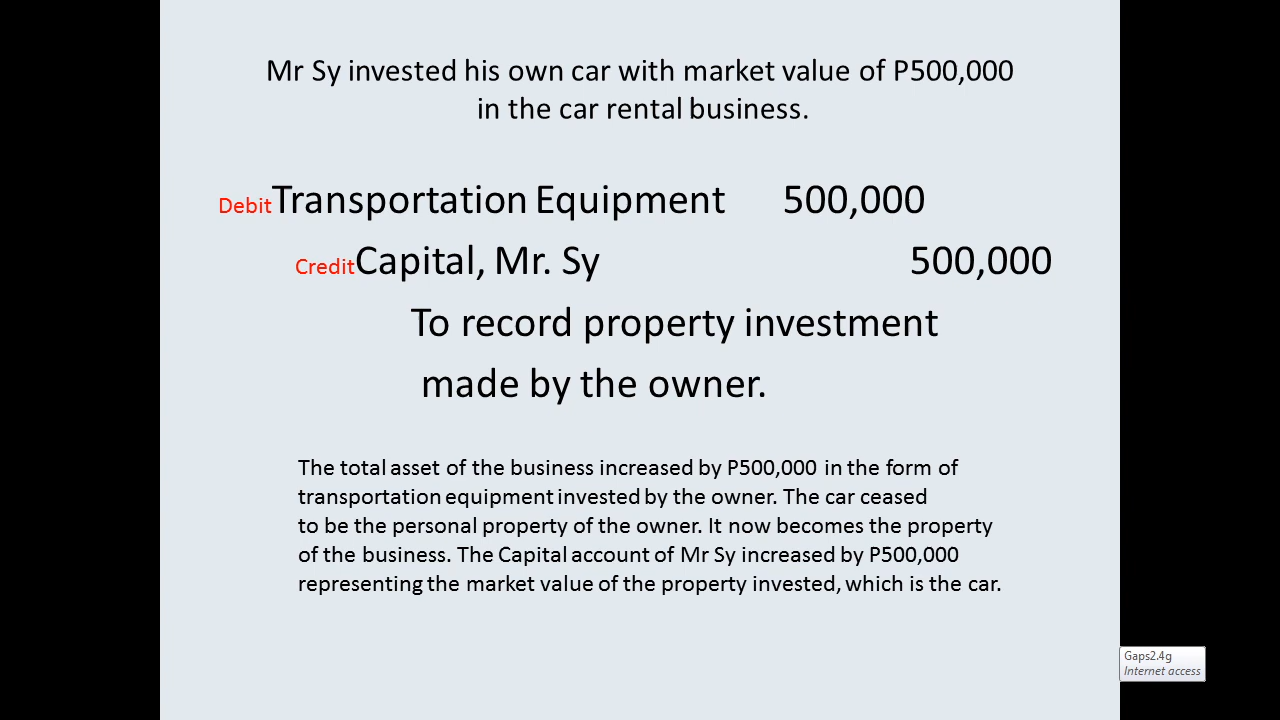 Mr Sy invested his own car with market value of P500,000
in the car rental business.
Debit Transportation Equipment 500,000
Credit Capital, Mr. Sy 500,000
To record property investment
made by the owner.
The total asset of the business increased by P500,000 in the form of
transportation equipment invested by the owner. The car ceased
to be the personal property of the owner. It now becomes the property
of the business. The Capital account of Mr Sy increased by P500,000
representing the market value of the property invested, which is the car.
Gaps2.4g
Internet access